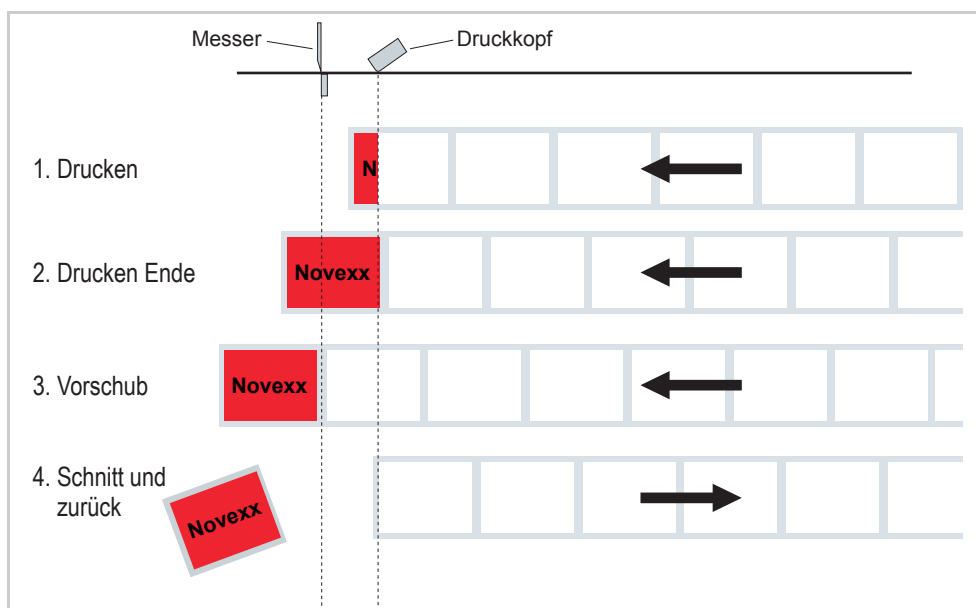 Messer
Druckkopf
1. Drucken
N
2. Drucken Ende
Novexx
3. Vorschub
Novexx
4. Schnitt und
zurück
Novexx